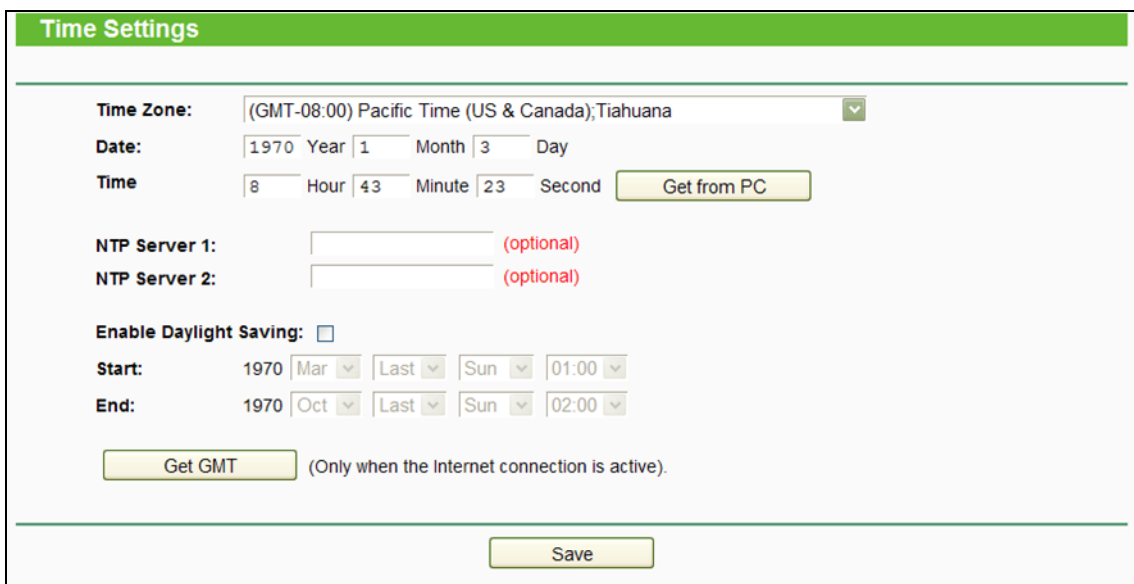 Time Settings
Time Zone: (GMT-08:00) Pacific Time (US & Canada);Tiahuana
Date: 1970 Year 1 Month 3 Day
Time 8 Hour 43 Minute 23 Second Get from PC
NTP Server 1: (optional)
NTP Server 2: (optional)
Enable Daylight Saving:
Start: 1970 Mar Last Sun 01:00
End: 1970 Oct Last Sun 02:00
Get GMT (Only when the Internet connection is active).
Save